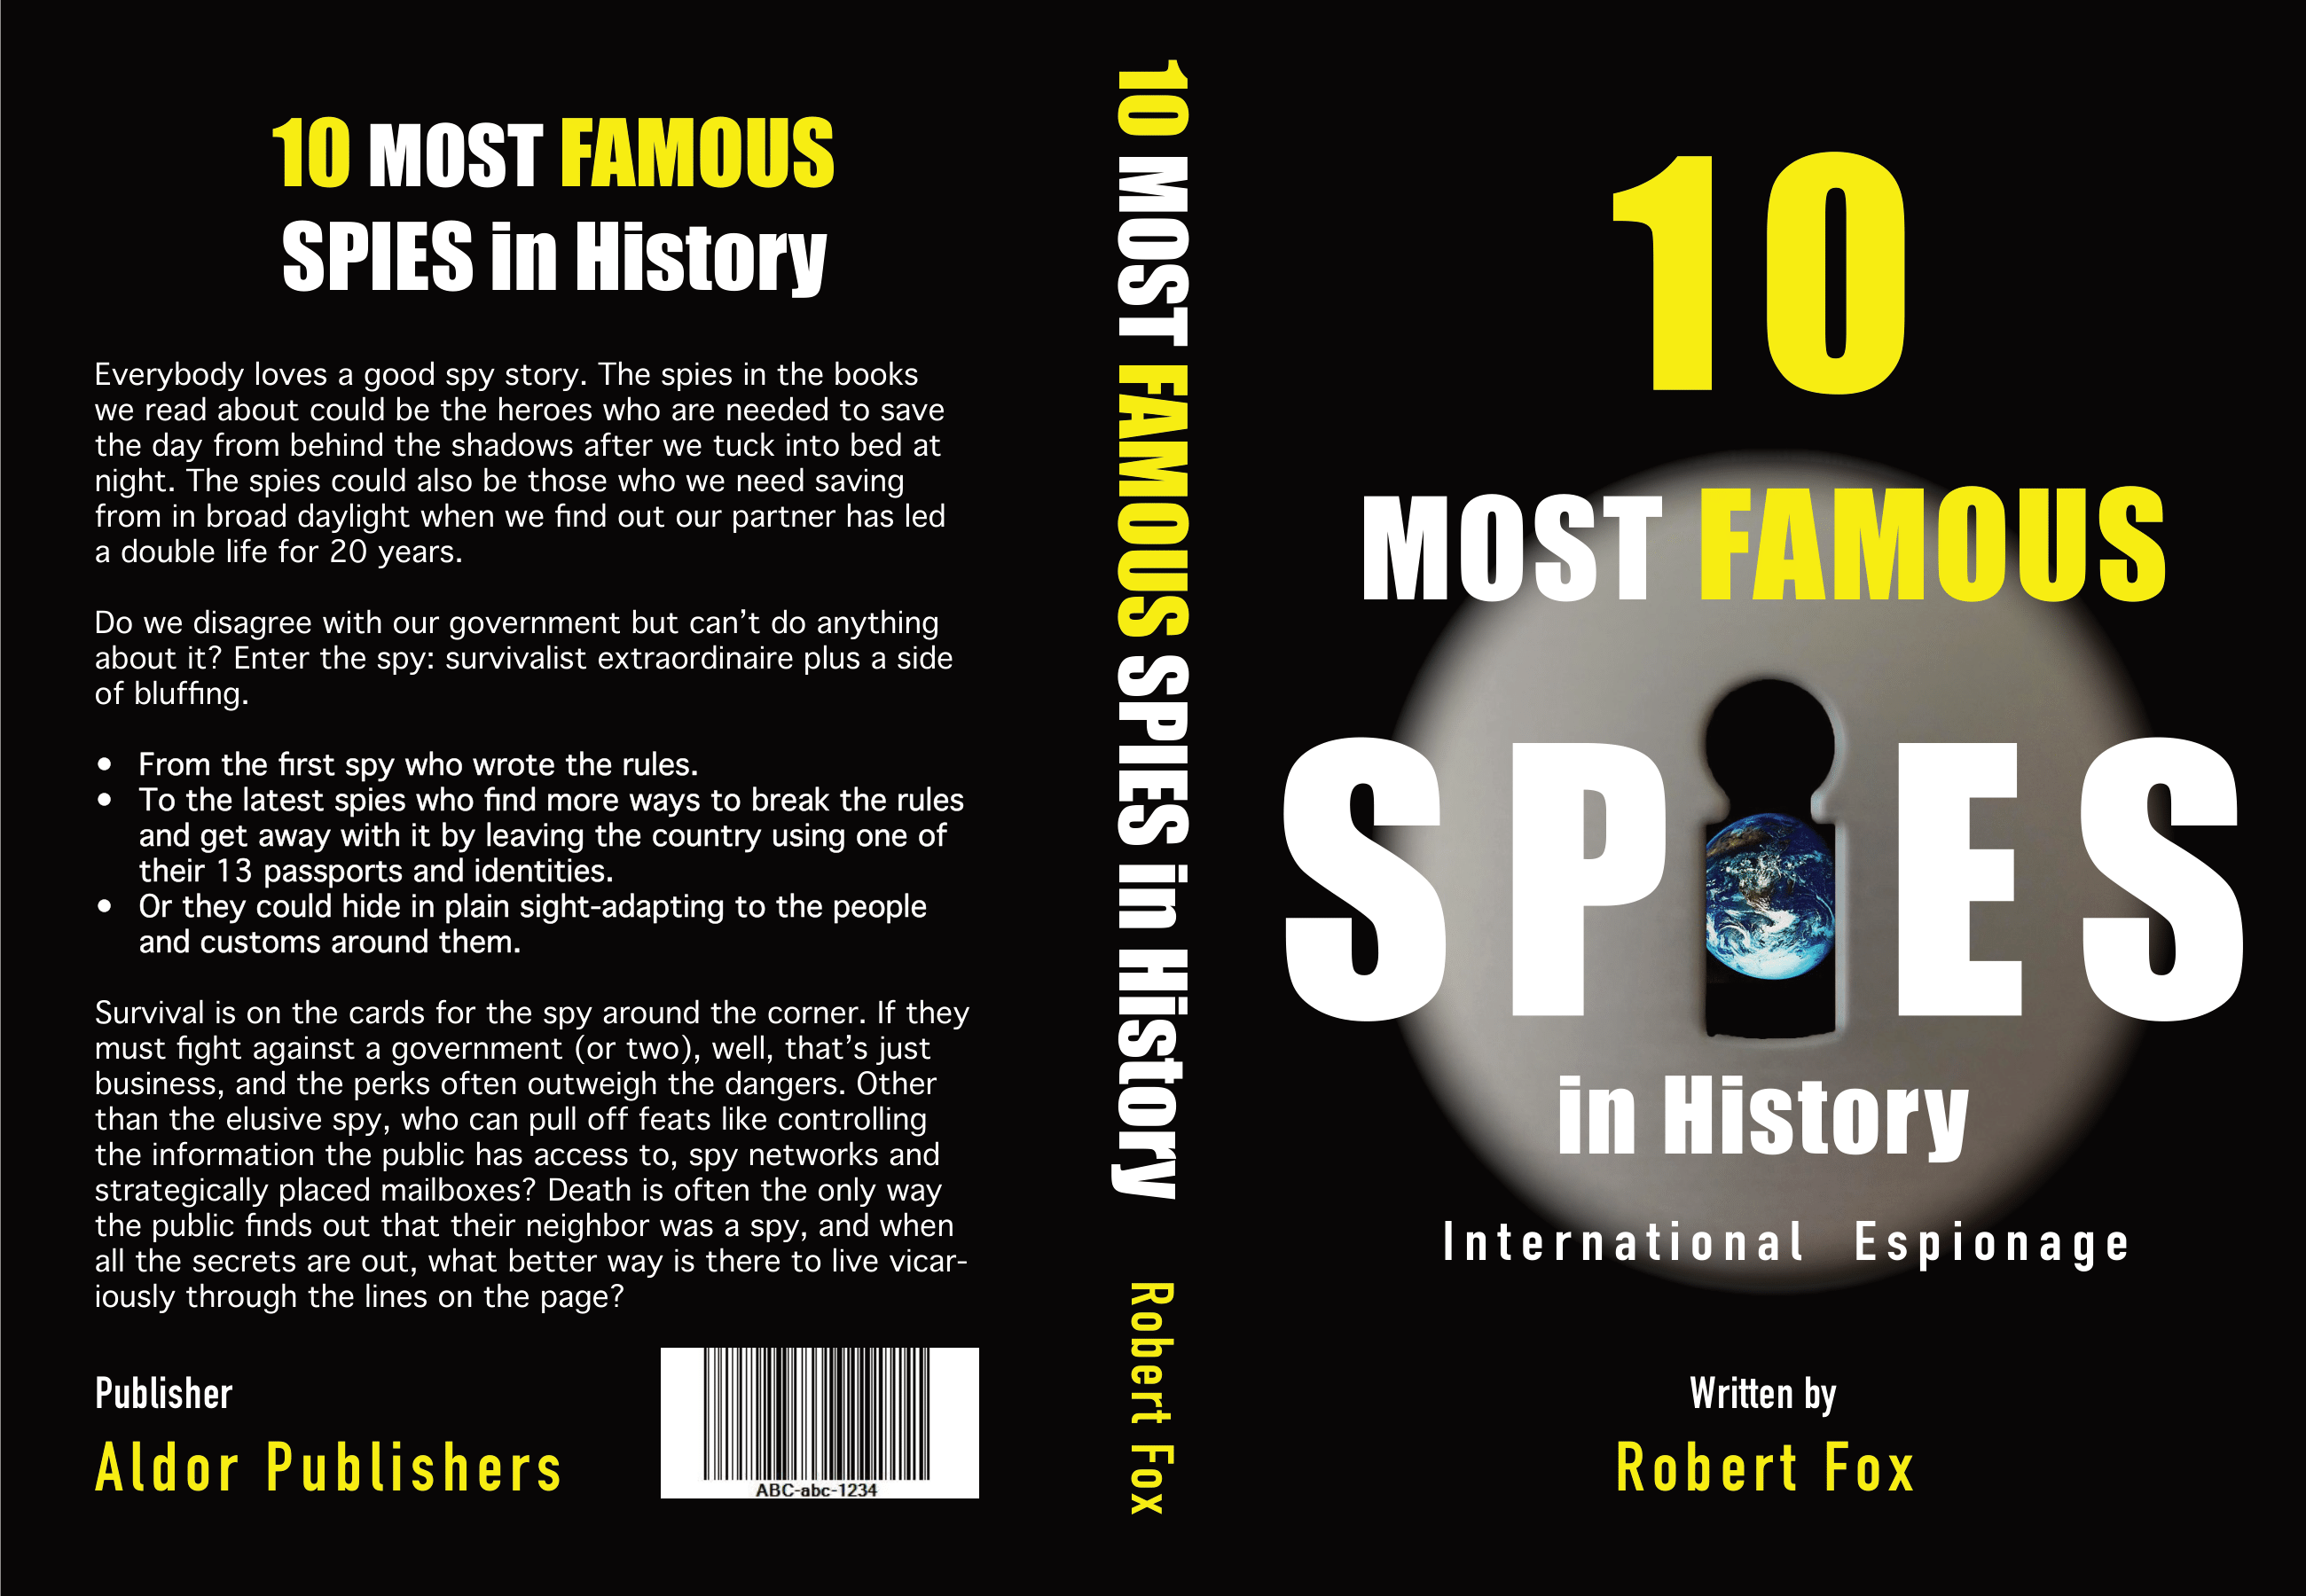 10 MOST FAMOUS
SPIES in History
Everybody loves a good spy story. The spies in the books
we read about could be the heroes who are needed to save
the day from behind the shadows after we tuck into bed at
night. The spies could also be those who we need saving
from in broad daylight when we find out our partner has led
a double life for 20 years.
Do we disagree with our government but can’t do anything
about it? Enter the spy: survivalist extraordinaire plus a side
of bluffing.
• From the first spy who wrote the rules.
• To the latest spies who find more ways to break the rules
and get away with it by leaving the country using one of
their 13 passports and identities.
• Or they could hide in plain sight-adapting to the people
and customs around them.
Survival is on the cards for the spy around the corner. If they
must fight against a government (or two), well, that’s just
business, and the perks often outweigh the dangers. Other
than the elusive spy, who can pull off feats like controlling
the information the public has access to, spy networks and
strategically placed mailboxes? Death is often the only way
the public finds out that their neighbor was a spy, and when
all the secrets are out, what better way is there to live vicar-
iously through the lines on the page?
Publisher
Aldor Publishers
ABC-abc-1234
10 MOST FAMOUS SPIES in History
Robert Fox
10
MOST FAMOUS
SPIES
in History
International Espionage
Written by
Robert Fox